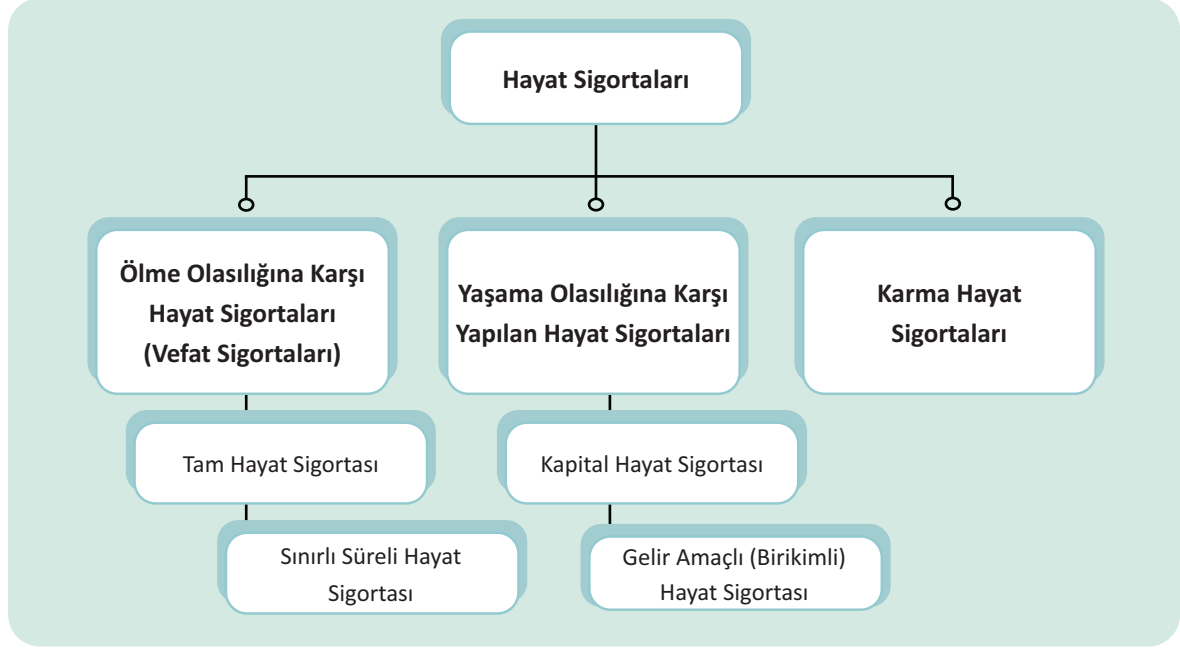 Hayat Sigortaları
Ölme Olasılığına Karşı
Hayat Sigortaları
(Vefat Sigortaları)
Yaşama Olasılığına Karşı
Yapılan Hayat Sigortaları
Karma Hayat
Sigortaları
Tam Hayat Sigortası
Kapital Hayat Sigortası
Sınırlı Süreli Hayat
Sigortası
Gelir Amaçlı (Birikimli)
Hayat Sigortası